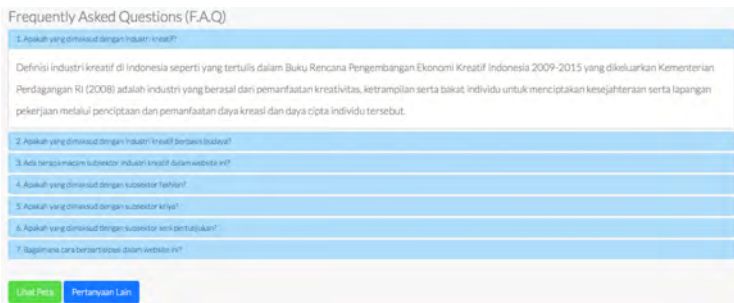 Frequently Asked Questions (F.A.Q)
1. Apakah yang dimaksud dengan industri kreatif?
Definisi industri kreatif di Indonesia seperti yang tertulis dalam Buku Rencana Pengembangan Ekonomi Kreatif Indonesia 2009-2015 yang dikeluarkan Kementerian
Perdagangan RI (2008) adalah industri yang berasal dari pemanfaatan kreativitas, ketrampilan serta bakat individu untuk menciptakan kesejahteraan serta lapangan
pekerjaan melalui penciptaan dan pemanfaatan daya kreasi dan daya cipta individu tersebut.
2. Apakah yang dimaksud dengan industri kreatif berbasis budaya?
3. Ada berapa macam subsektor industri kreatif dalam website ini?
4. Apakah yang dimaksud dengan subsektor fashion?
5. Apakah yang dimaksud dengan subsektor kriya?
6. Apakah yang dimaksud dengan subsektor seni pertunjukan?
7. Bagaimana cara berpartisipasi dalam website ini?
Lihat Peta
Pertanyaan Lain